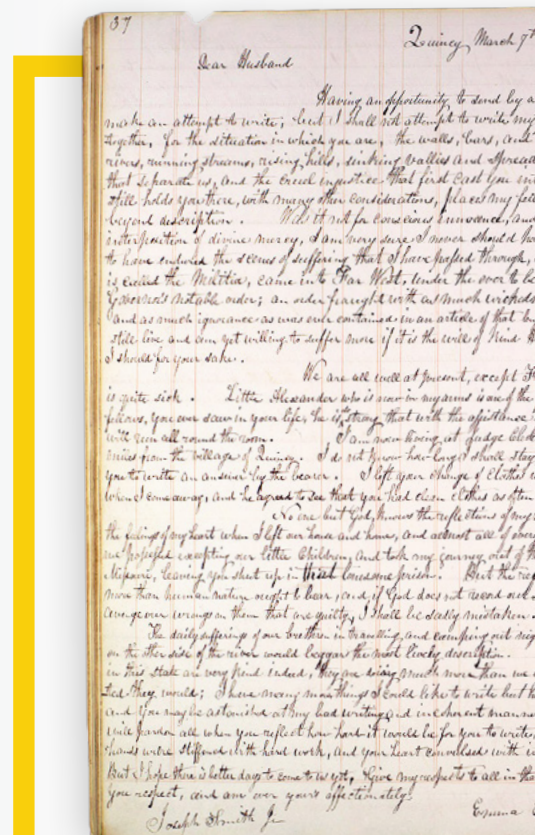 37
Quincy, March 7th
Dear Husband
Having an opportunity to send by a
make an attempt to write, but I shall not attempt to write my
together, for the situation in which you are, the walls, bars, and
rivers, running streams, rising hills, sinking vallies and spread
that separate us, and the cruel injustice that first cast you in
still holds you there, with many other considerations, places my fe
beyond description. Was it not for conscious innocence, and
interposition of divine mercy, I am very sure I never should h
to have endured the scenes of suffering that I have passed through,
is called the Militia, came in to Far West, under the ever to be
Governor's notable order; an order fraught with as much wicked
and as much ignorance as was ever contained in an article of that
still live and am yet willing to suffer more if it is the will of kind
I should for your sake.
We are all well at present, except
is quite sick. Little Alexander who is now in my arms is one of the
fellows, you ever saw in your life, he is so strong that with the assistance
will run all round the room. I am now living at Judge
miles from the village of Quincy. I do not know how long I shall stay
you to write an answer by the bearer. I left your change of clothes
when I come away, and he agreed to see that you had clean clothes as often
No one but God, knows the reflections of my
the feelings of my heart when I left our house and home, and allmost all of every
we possessed excepting our little Children, and took my journey out of the
Missouri, leaving you shut up in that lonesome prison. But the re
more than human nature ought to bear, and if God does not record our
avenge our wrongs on them that are guilty, I shall be sadly mistaken.
The daily sufferings of our brethren in travelling and camping out nig
on the other side of the river would beggar the most lively description.
in this state are very kind indeed, they are doing much more than we
ted they would; I have many more things I could like to write but
and you may be astonished at my bad writing and incoherent manne
will pardon all when you reflect how hard it would be for you to write,
hands were stiffened with hard work, and your heart convulsed with
But I hope there is better days to come to us yet, Give my respects to all in tha
you respect, and am ever your's affectionately.
Joseph Smith Jr Emma